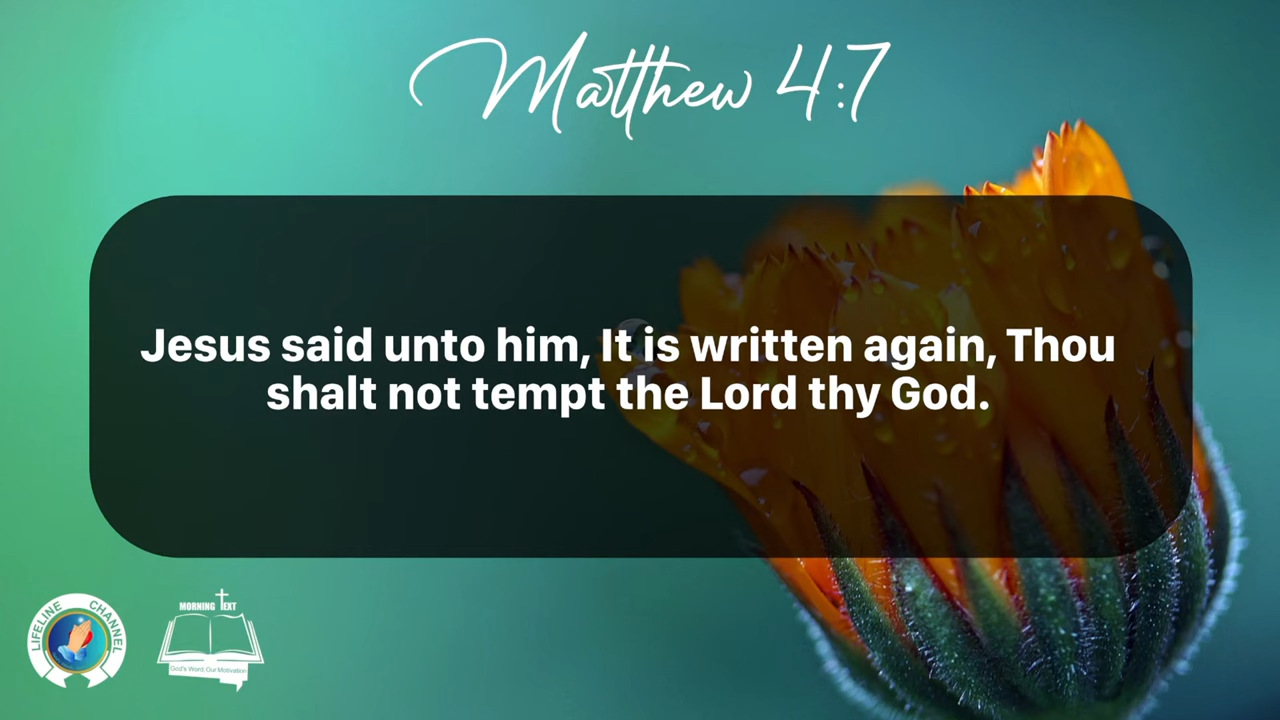 Matthew 4:7
Jesus said unto him, It is written again, Thou
shalt not tempt the Lord thy God.
LIFELINE CHANNEL
MORNING TEXT
God's Word, Our Motivation